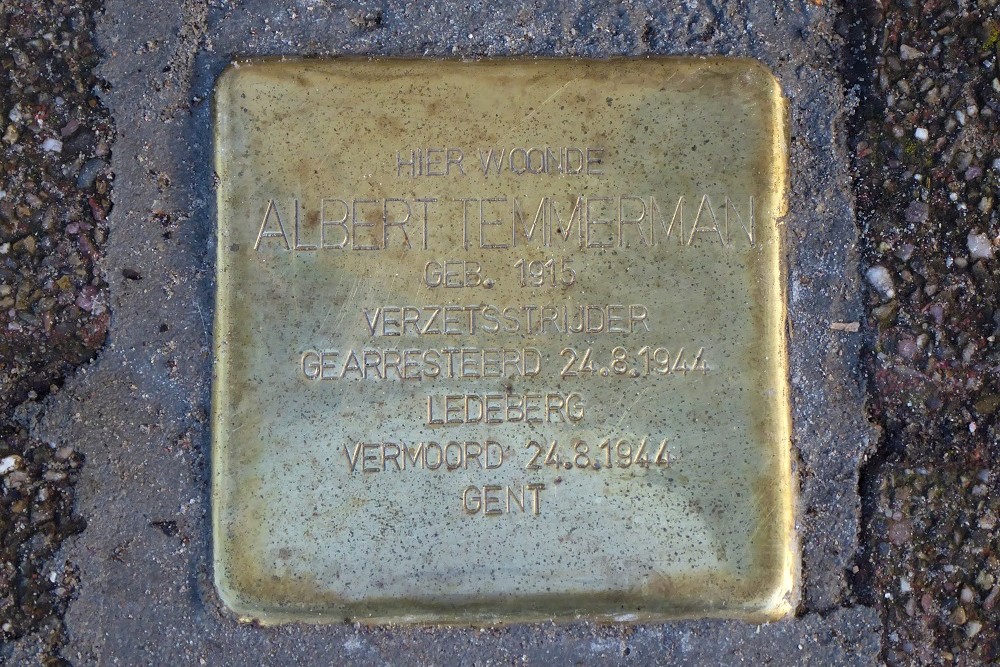 HIER WOONDE
ALBERT TEMMERMAN
GEB. 1915
VERZETSSTRIJDER
GEARRESTEERD 24.8.1944
LEDEBERG
VERMOORD 24.8.1944
GENT